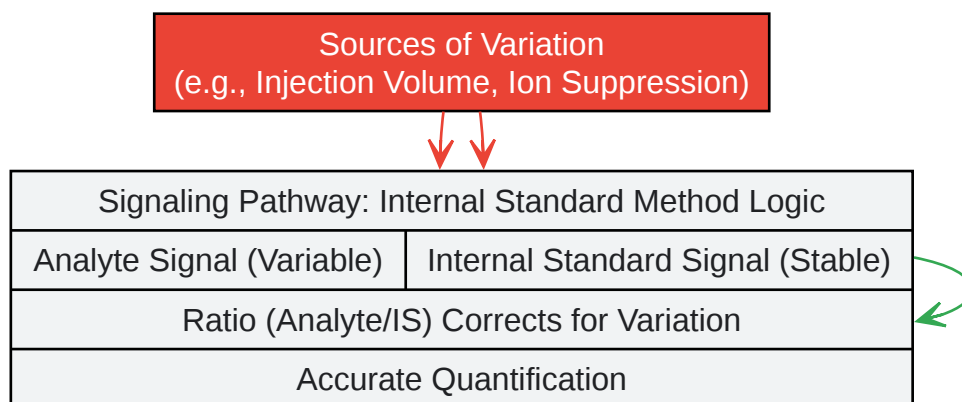 Sources of Variation
(e.g., Injection Volume, Ion Suppression)
Signaling Pathway: Internal Standard Method Logic
Analyte Signal (Variable)
Internal Standard Signal (Stable)
Ratio (Analyte/IS) Corrects for Variation
Accurate Quantification